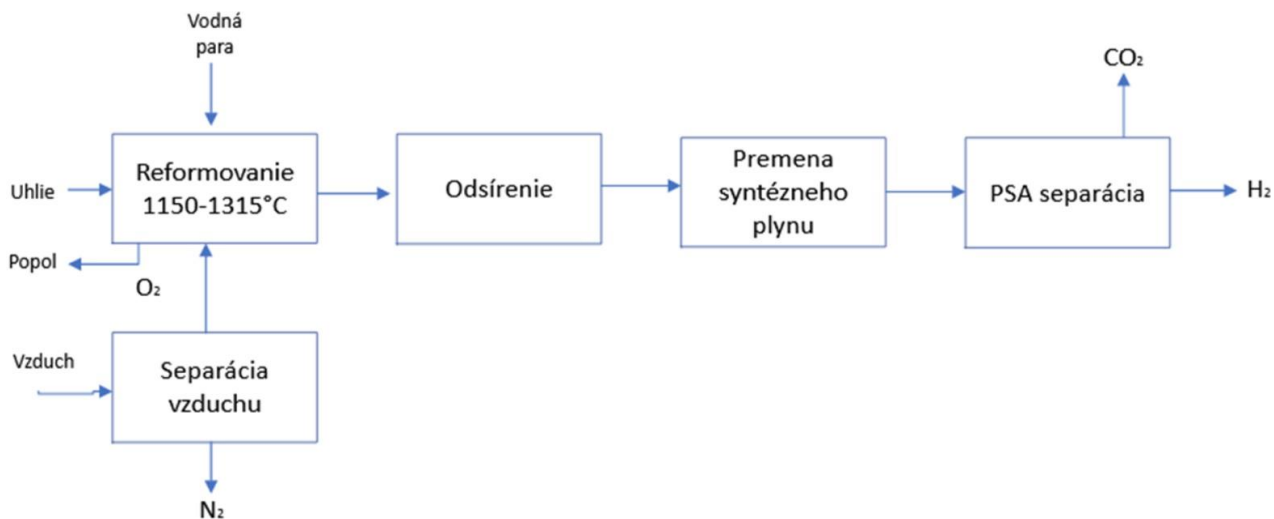 Vodná
para
CO₂
Uhlie
Reformovanie
1150-1315°C
Odsírenie
Premena
syntézneho
plynu
PSA separácia
H₂
Popol
O₂
Vzduch
Separácia
vzduchu
N₂